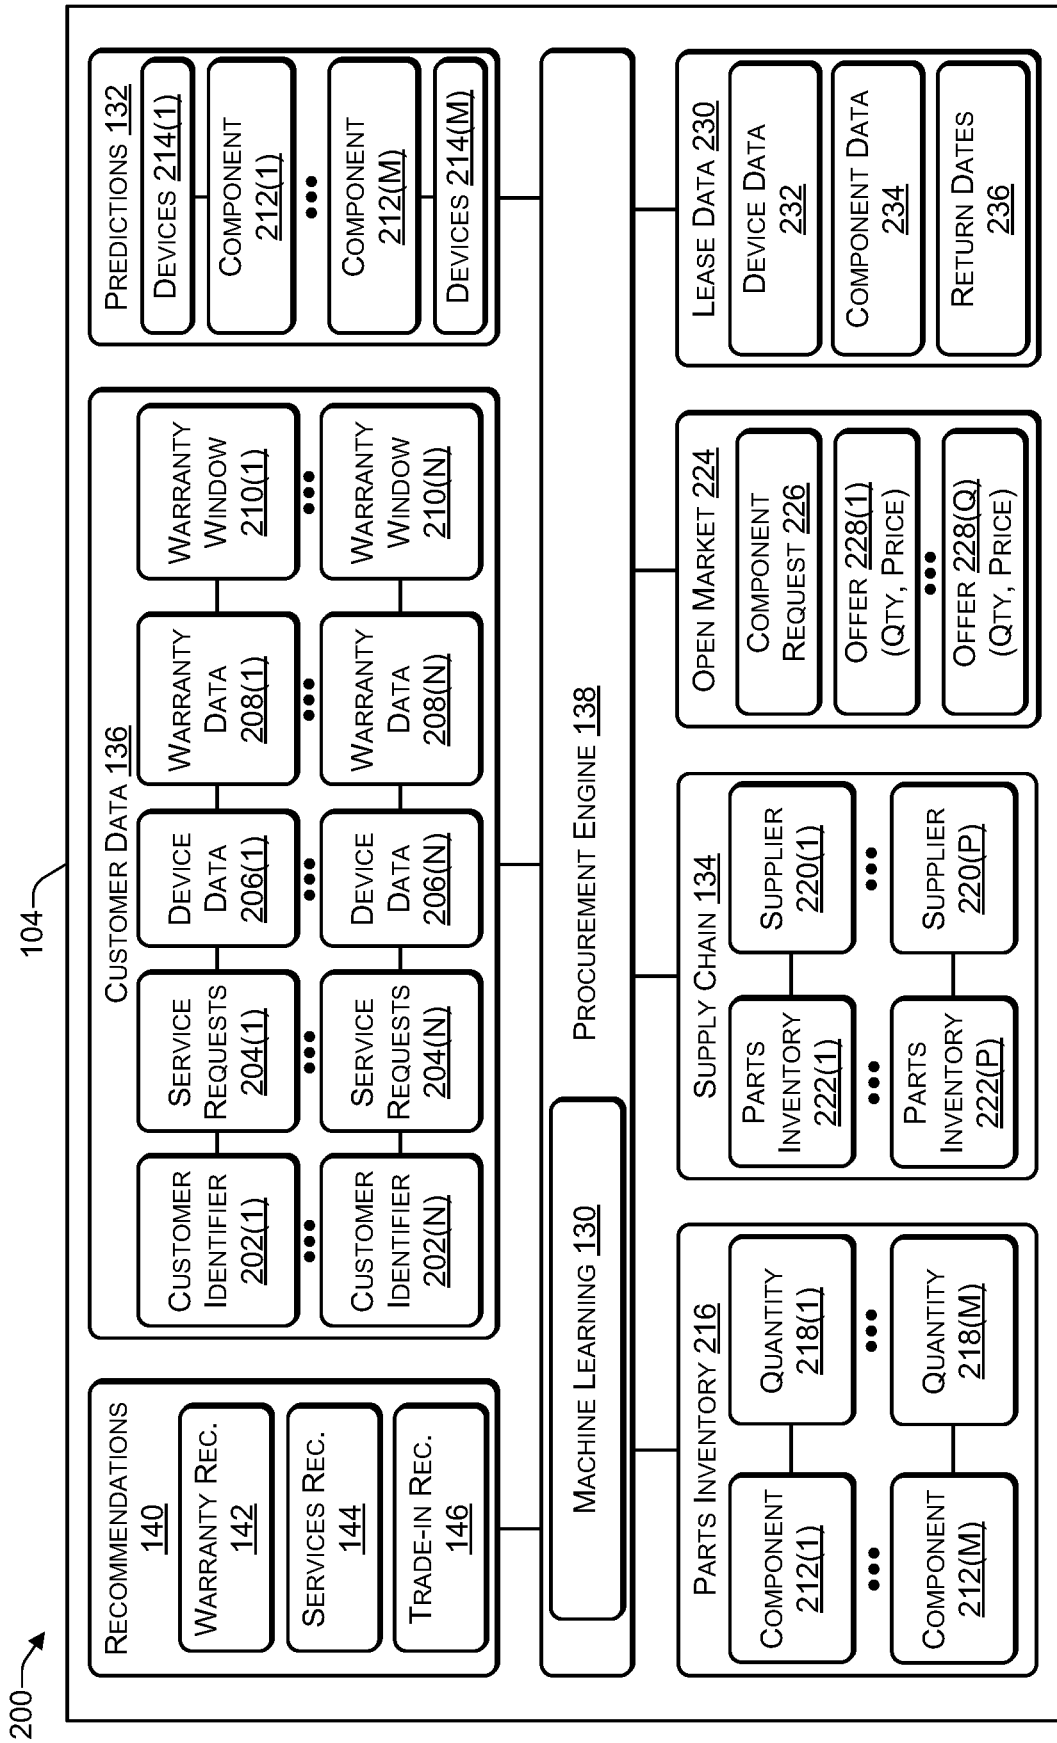 200
104
RECOMMENDATIONS
140
WARRANTY REC.
142
SERVICES REC.
144
TRADE-IN REC.
146
CUSTOMER DATA 136
CUSTOMER
IDENTIFIER
202(1)
SERVICE
REQUESTS
204(1)
DEVICE
DATA
206(1)
WARRANTY
DATA
208(1)
WARRANTY
WINDOW
210(1)
CUSTOMER
IDENTIFIER
202(N)
SERVICE
REQUESTS
204(N)
DEVICE
DATA
206(N)
WARRANTY
DATA
208(N)
WARRANTY
WINDOW
210(N)
PREDICTIONS 132
DEVICES 214(1)
COMPONENT
212(1)
COMPONENT
212(M)
DEVICES 214(M)
MACHINE LEARNING 130
PROCUREMENT ENGINE 138
PARTS INVENTORY 216
COMPONENT
212(1)
QUANTITY
218(1)
COMPONENT
212(M)
QUANTITY
218(M)
SUPPLY CHAIN 134
PARTS
INVENTORY
222(1)
SUPPLIER
220(1)
PARTS
INVENTORY
222(P)
SUPPLIER
220(P)
OPEN MARKET 224
COMPONENT
REQUEST 226
OFFER 228(1)
(QTY, PRICE)
OFFER 228(Q)
(QTY, PRICE)
LEASE DATA 230
DEVICE DATA
232
COMPONENT DATA
234
RETURN DATES
236